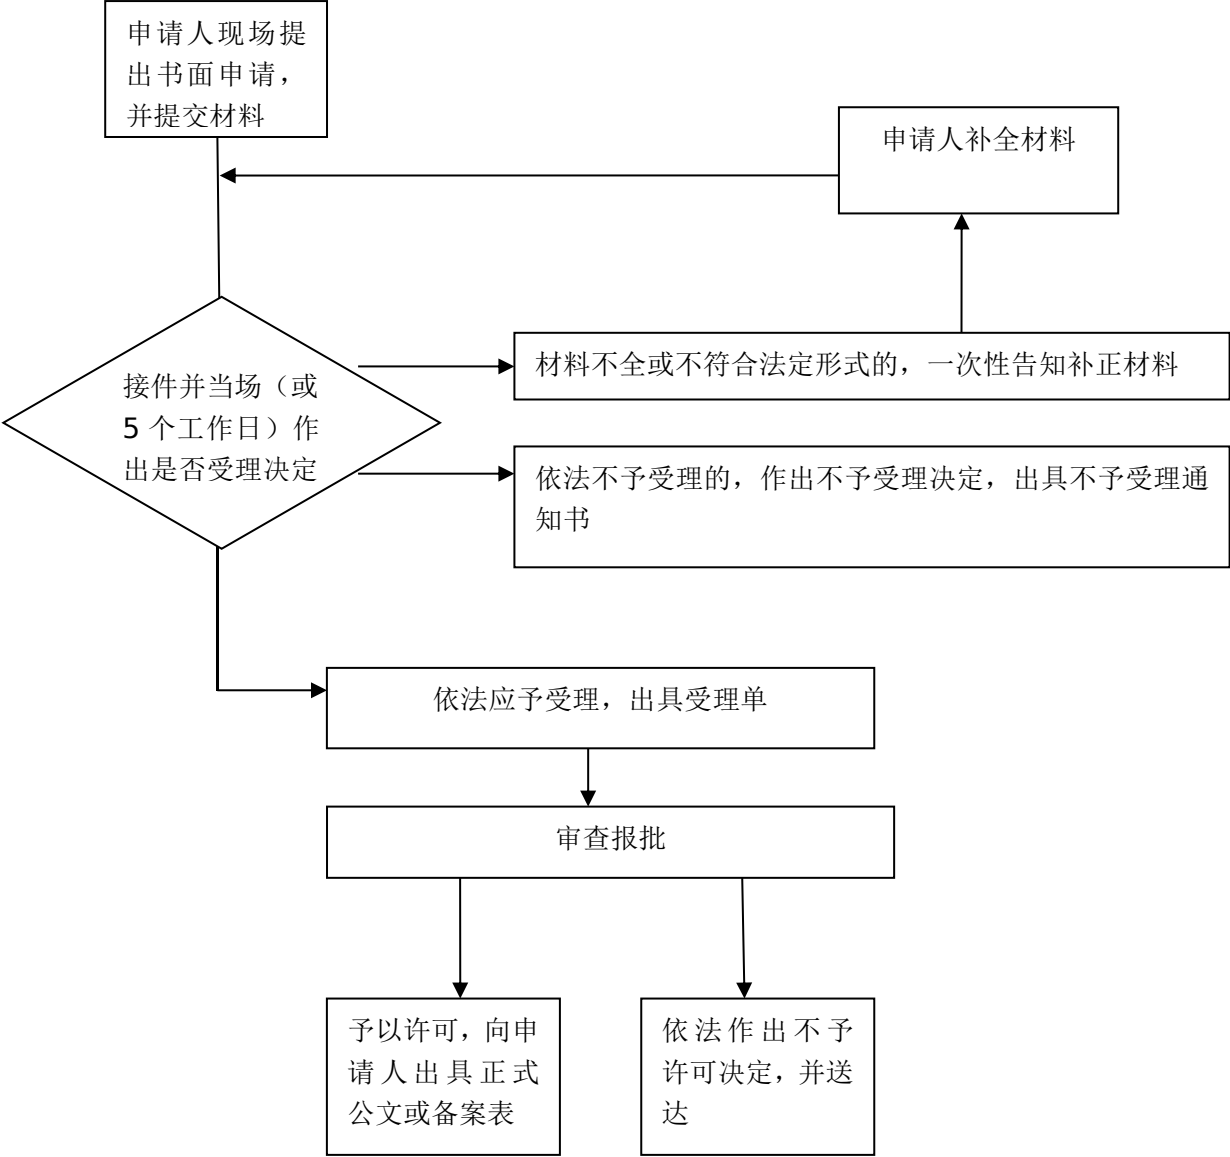 申请人现场提
出书面申请，
并提交材料
申请人补全材料
材料不全或不符合法定形式的，一次性告知补正材料
接件并当场（或
5 个工作日）作
出是否受理决定
依法不予受理的，作出不予受理决定，出具不予受理通
知书
依法应予受理，出具受理单
审查报批
予以许可，向申
请人出具正式
公文或备案表
依法作出不予
许可决定，并送
达